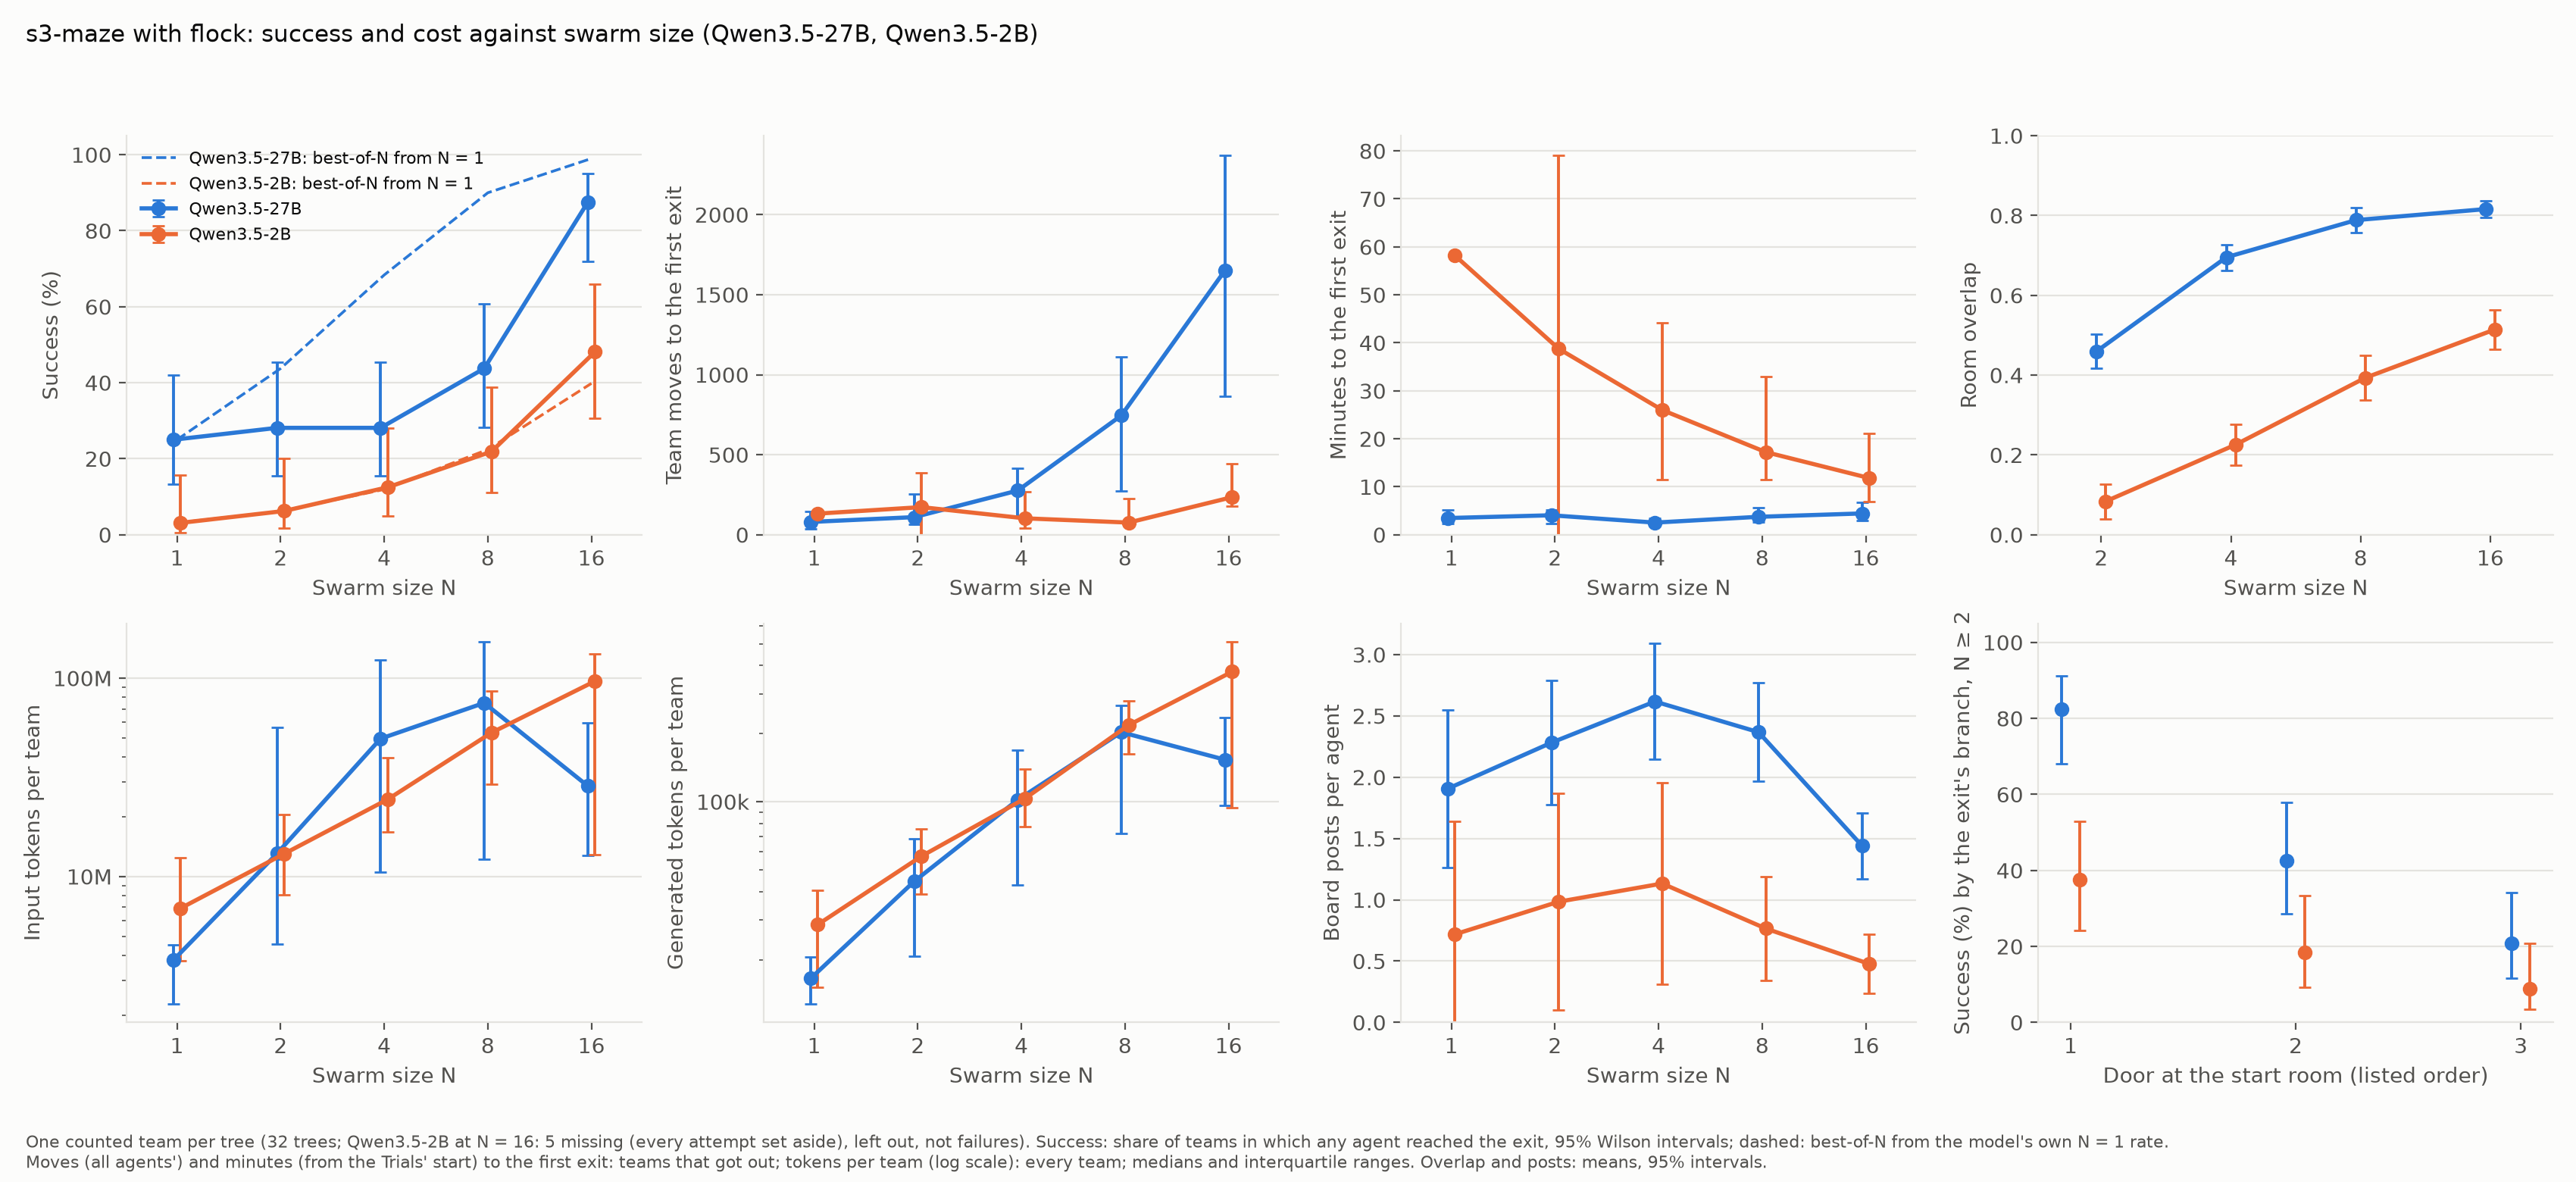 s3-maze with flock: success and cost against swarm size (Qwen3.5-27B, Qwen3.5-2B)
Success (%)
100
80
60
40
20
0
Qwen3.5-27B: best-of-N from N = 1
Qwen3.5-2B: best-of-N from N = 1
Qwen3.5-27B
Qwen3.5-2B
1 2 4 8 16
Swarm size N
Team moves to the first exit
2000
1500
1000
500
0
1 2 4 8 16
Swarm size N
Minutes to the first exit
80
70
60
50
40
30
20
10
0
1 2 4 8 16
Swarm size N
Room overlap
1.0
0.8
0.6
0.4
0.2
0.0
2 4 8 16
Swarm size N
Input tokens per team
100M
10M
1 2 4 8 16
Swarm size N
Generated tokens per team
100k
1 2 4 8 16
Swarm size N
Board posts per agent
3.0
2.5
2.0
1.5
1.0
0.5
0.0
1 2 4 8 16
Swarm size N
Success (%) by the exit's branch, N ≥ 2
100
80
60
40
20
0
1 2 3
Door at the start room (listed order)
One counted team per tree (32 trees; Qwen3.5-2B at N = 16: 5 missing (every attempt set aside), left out, not failures). Success: share of teams in which any agent reached the exit, 95% Wilson intervals; dashed: best-of-N from the model's own N = 1 rate.
Moves (all agents') and minutes (from the Trials' start) to the first exit: teams that got out; tokens per team (log scale): every team; medians and interquartile ranges. Overlap and posts: means, 95% intervals.